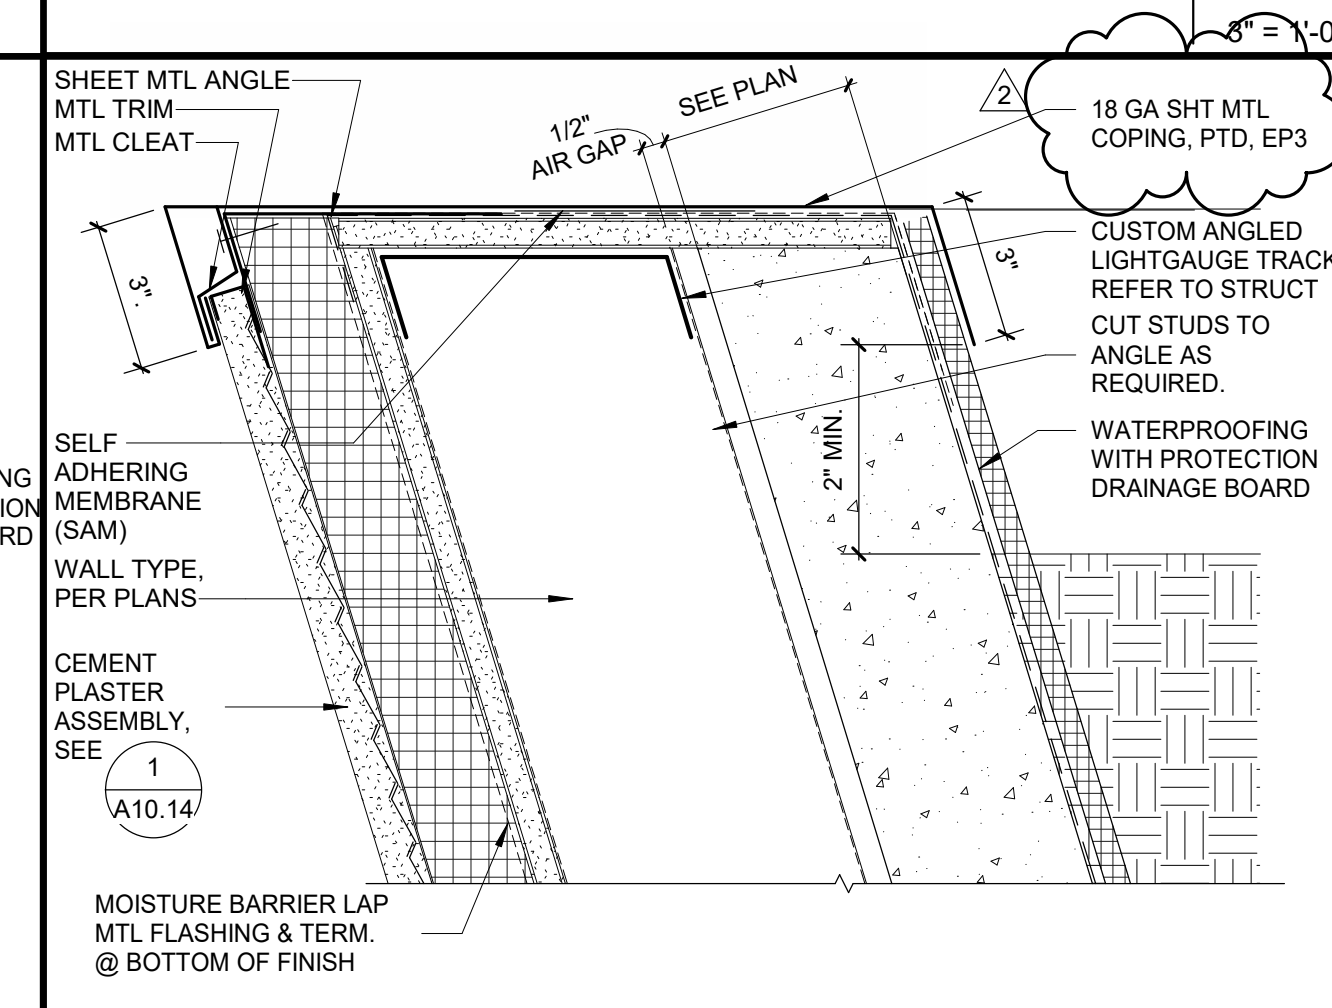 3" = 1'-0
SHEET MTL ANGLE
MTL TRIM
MTL CLEAT
1/2"
AIR GAP
SEE PLAN
2
18 GA SHT MTL
COPING, PTD, EP3
3"
3"
CUSTOM ANGLED
LIGHTGAUGE TRACK
REFER TO STRUCT
CUT STUDS TO
ANGLE AS
REQUIRED.
2" MIN.
WATERPROOFING
WITH PROTECTION
DRAINAGE BOARD
NG
ION
RD
SELF
ADHERING
MEMBRANE
(SAM)
WALL TYPE,
PER PLANS
CEMENT
PLASTER
ASSEMBLY,
SEE
1
A10.14
MOISTURE BARRIER LAP
MTL FLASHING & TERM.
@ BOTTOM OF FINISH